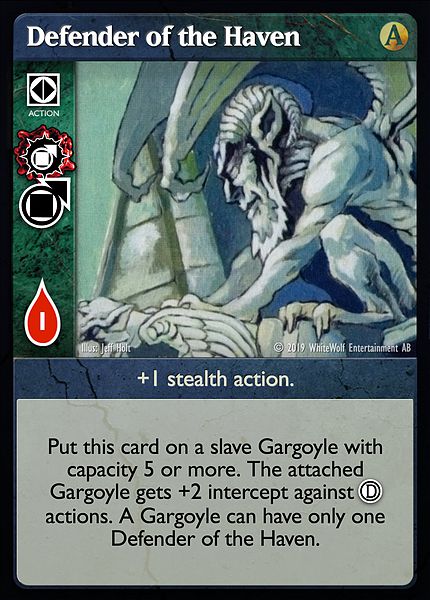 Defender of the Haven
A
ACTION
1
Illus: Jeff Holt
© 2019 WhiteWolf Entertainment AB
+1 stealth action.
Put this card on a slave Gargoyle with
capacity 5 or more. The attached
Gargoyle gets +2 intercept against Ⓓ
actions. A Gargoyle can have only one
Defender of the Haven.